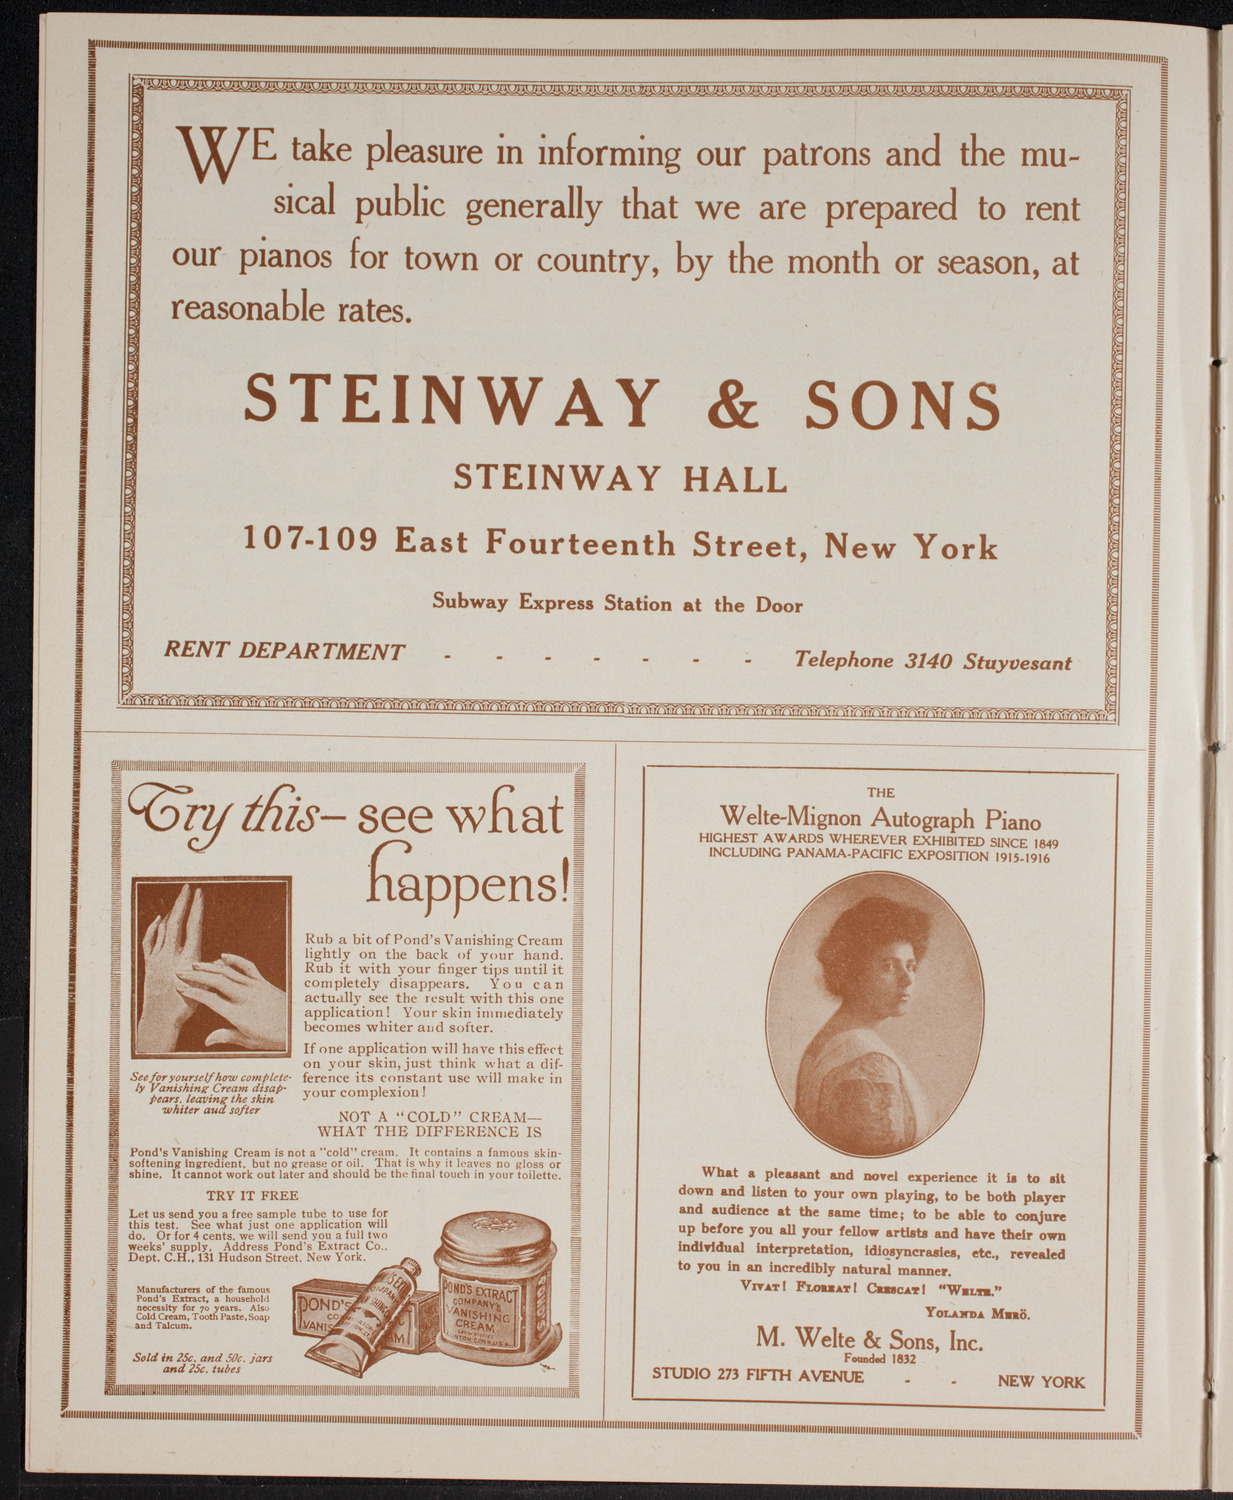 WE take pleasure in informing our patrons and the mu-
sical public generally that we are prepared to rent
our pianos for town or country, by the month or season, at
reasonable rates.
STEINWAY & SONS
STEINWAY HALL
107-109 East Fourteenth Street, New York
Subway Express Station at the Door
RENT DEPARTMENT - - - - - - - Telephone 3140 Stuyvesant
Try this—see what
happens!
Rub a bit of Pond's Vanishing Cream
lightly on the back of your hand.
Rub it with your finger tips until it
completely disappears. You can
actually see the result with this one
application! Your skin immediately
becomes whiter and softer.
If one application will have this effect
on your skin, just think what a dif-
ference its constant use will make in
your complexion!
See for yourself how complete-
ly Vanishing Cream disap-
pears, leaving the skin
whiter aud softer
NOT A "COLD" CREAM—
WHAT THE DIFFERENCE IS
Pond's Vanishing Cream is not a "cold" cream. It contains a famous skin-
softening ingredient, but no grease or oil. That is why it leaves no gloss or
shine. It cannot work out later and should be the final touch in your toilette.
TRY IT FREE
Let us send you a free sample tube to use for
this test. See what just one application will
do. Or for 4 cents, we will send you a full two
weeks' supply. Address Pond's Extract Co.,
Dept. C.H., 131 Hudson Street, New York.
Manufacturers of the famous
Pond's Extract, a household
necessity for 70 years. Also
Cold Cream, Tooth Paste, Soap
and Talcum.
Sold in 25c. and 50c. jars
and 25c. tubes
POND'S
VANIS
POND'S EXTRACT
COMPANY'S
VANISHING
CREAM
THE
Welte-Mignon Autograph Piano
HIGHEST AWARDS WHEREVER EXHIBITED SINCE 1849
INCLUDING PANAMA-PACIFIC EXPOSITION 1915-1916
What a pleasant and novel experience it is to sit
down and listen to your own playing, to be both player
and audience at the same time; to be able to conjure
up before you all your fellow artists and have their own
individual interpretation, idiosyncrasies, etc., revealed
to you in an incredibly natural manner.
VIVAT! FLOREAT! CRESCAT! "WELTE."
YOLANDA MERÖ.
M. Welte & Sons, Inc.
Founded 1832
STUDIO 273 FIFTH AVENUE - - NEW YORK